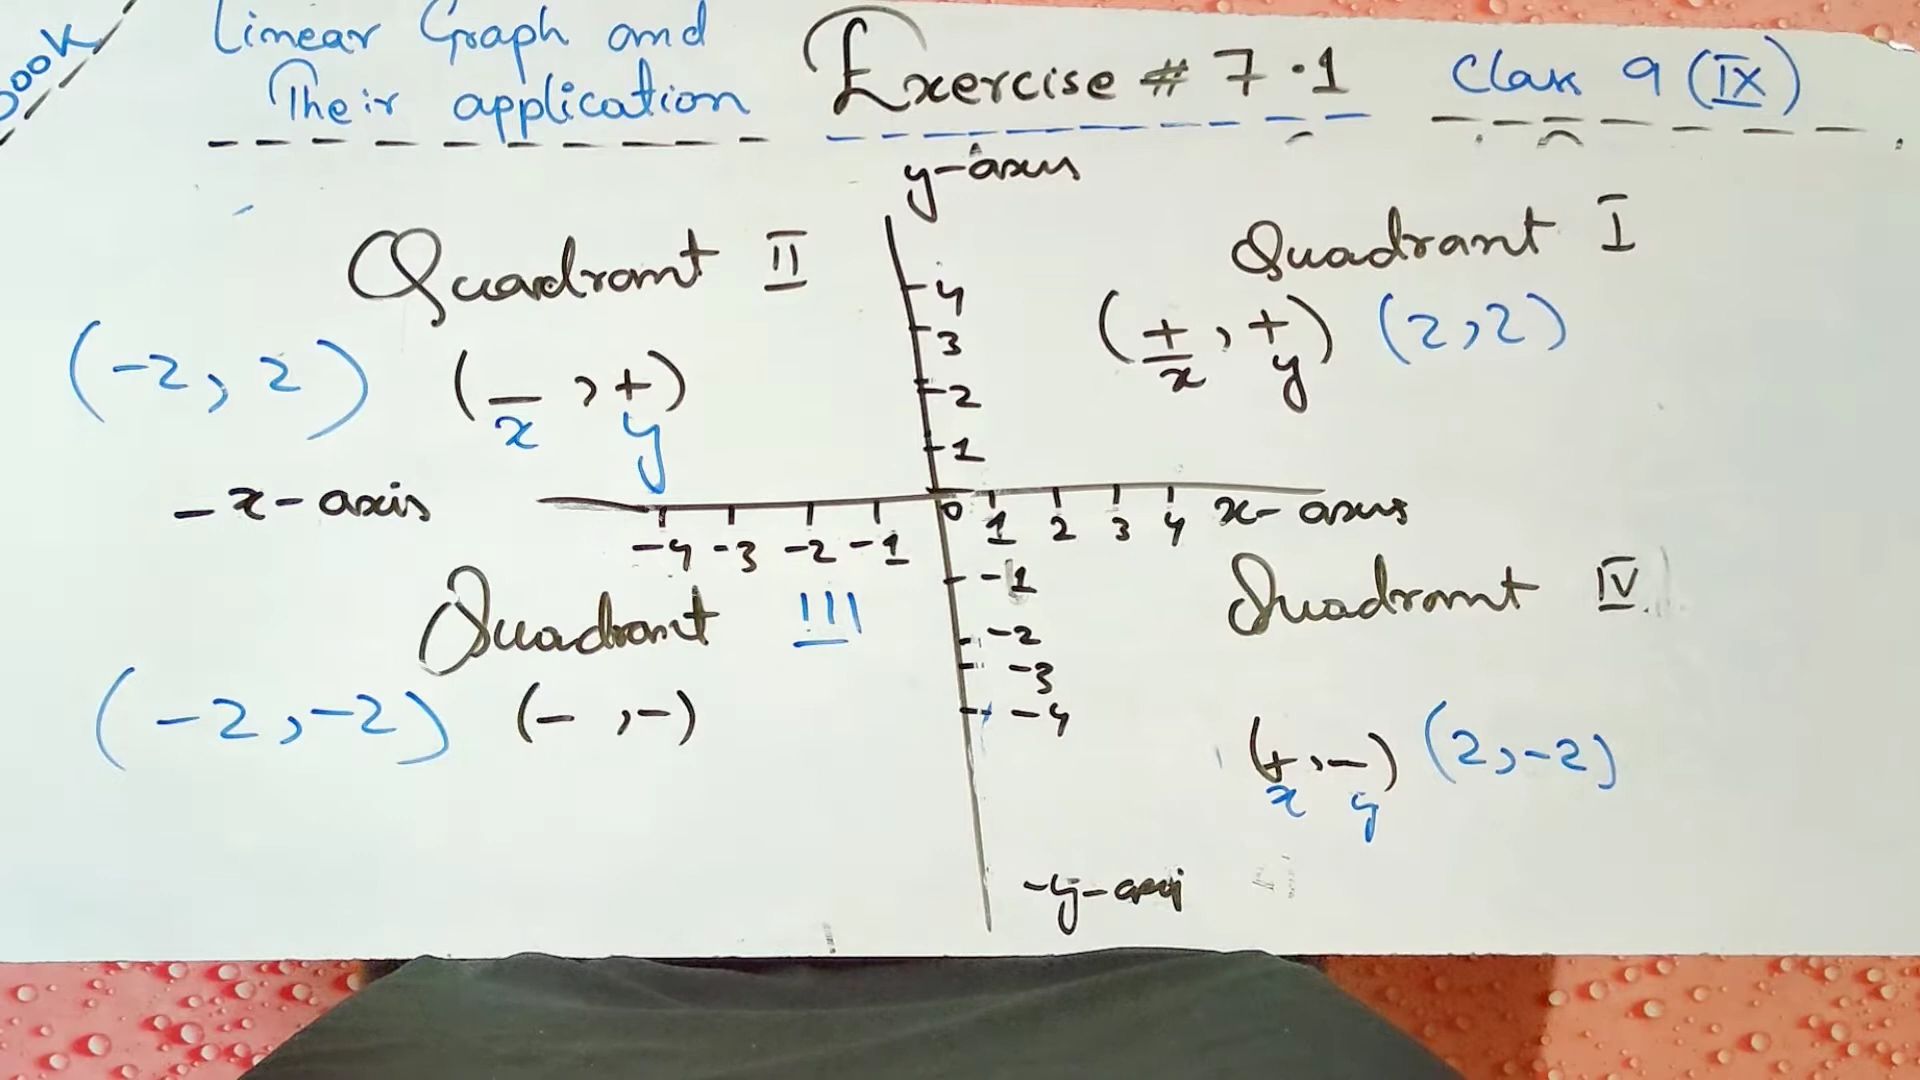 book
Linear Graph and
Their application
Exercise # 7.1
Class 9 (IX)
y-axis
Quadrant II
Quadrant I
(-2, 2) (-, +)
x y
(+, +) (2,2)
x y
4
3
2
1
-x-axis
-4 -3 -2 -1 0 1 2 3 4
x-axis
Quadrant III
Quadrant IV
-1
-2
-3
-4
(-2,-2) (-,-)
(+,-) (2,-2)
x y
-y-axi